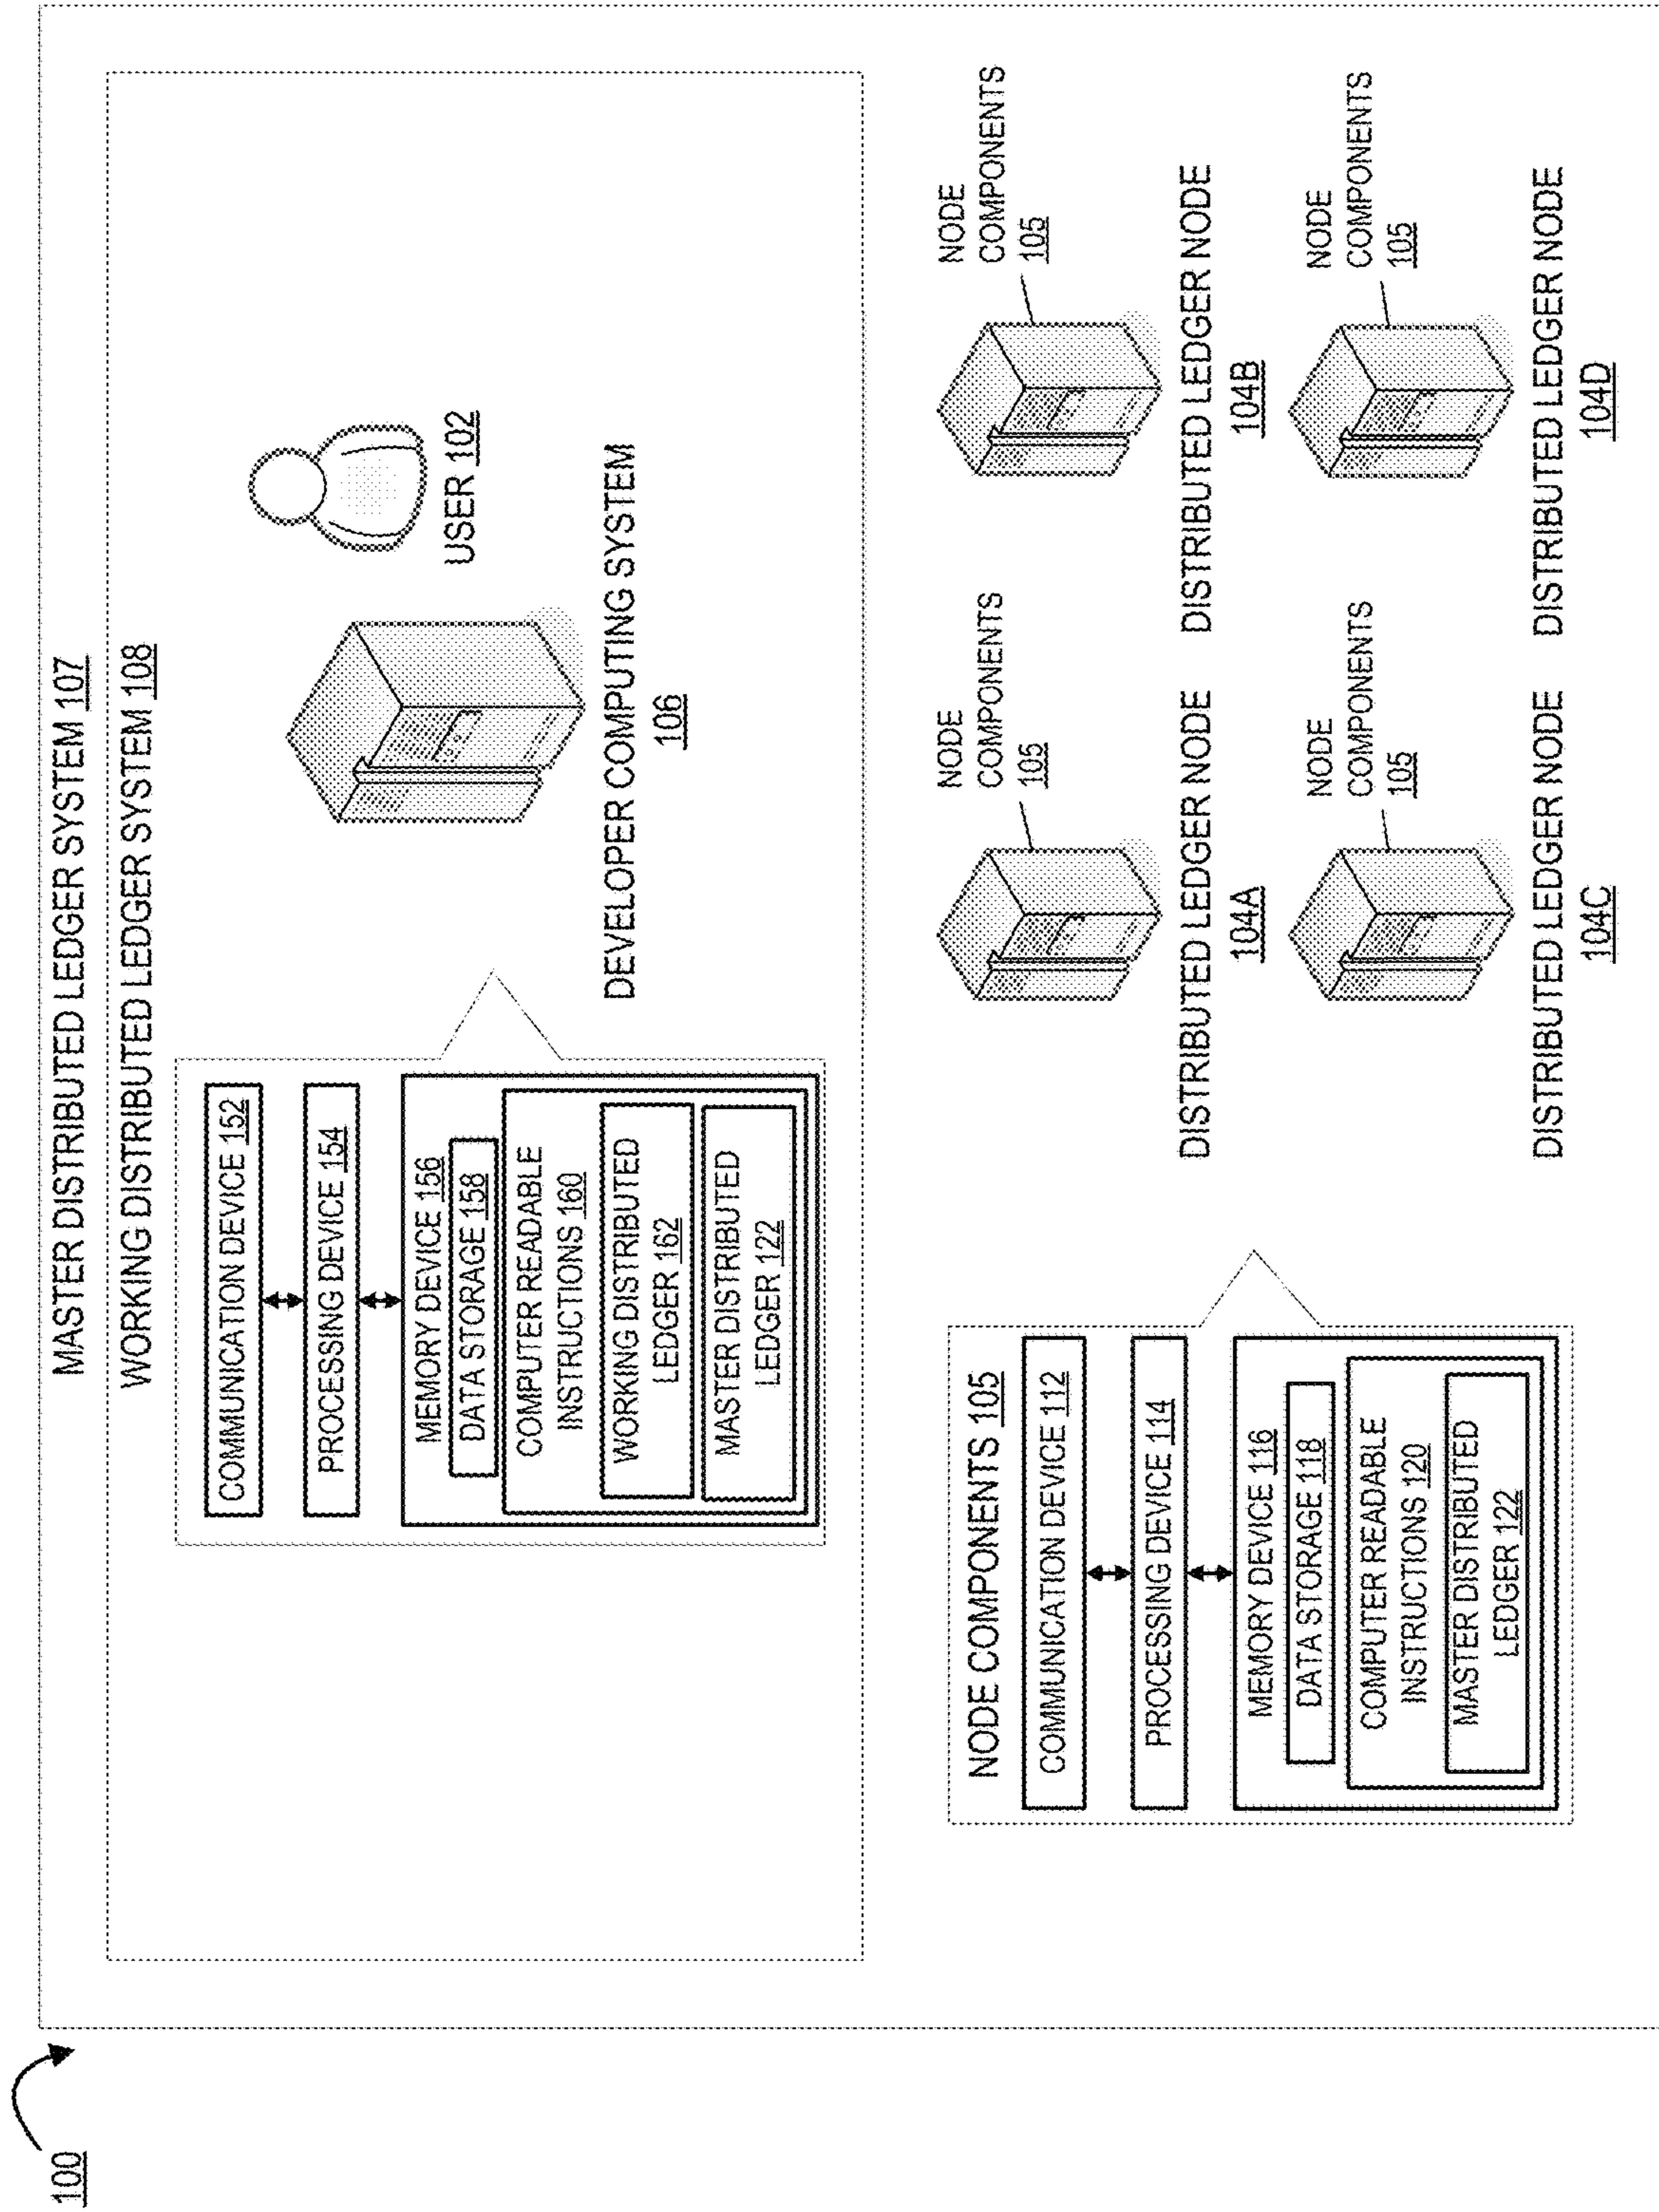 100
MASTER DISTRIBUTED LEDGER SYSTEM 107
WORKING DISTRIBUTED LEDGER SYSTEM 108
COMMUNICATION DEVICE 152
PROCESSING DEVICE 154
MEMORY DEVICE 156
DATA STORAGE 158
COMPUTER READABLE
INSTRUCTIONS 160
WORKING DISTRIBUTED
LEDGER 162
MASTER DISTRIBUTED
LEDGER 122
USER 102
DEVELOPER COMPUTING SYSTEM
106
NODE COMPONENTS 105
COMMUNICATION DEVICE 112
PROCESSING DEVICE 114
MEMORY DEVICE 116
DATA STORAGE 118
COMPUTER READABLE
INSTRUCTIONS 120
MASTER DISTRIBUTED
LEDGER 122
NODE
COMPONENTS
105
DISTRIBUTED LEDGER NODE
104A
NODE
COMPONENTS
105
DISTRIBUTED LEDGER NODE
104B
NODE
COMPONENTS
105
DISTRIBUTED LEDGER NODE
104C
NODE
COMPONENTS
105
DISTRIBUTED LEDGER NODE
104D